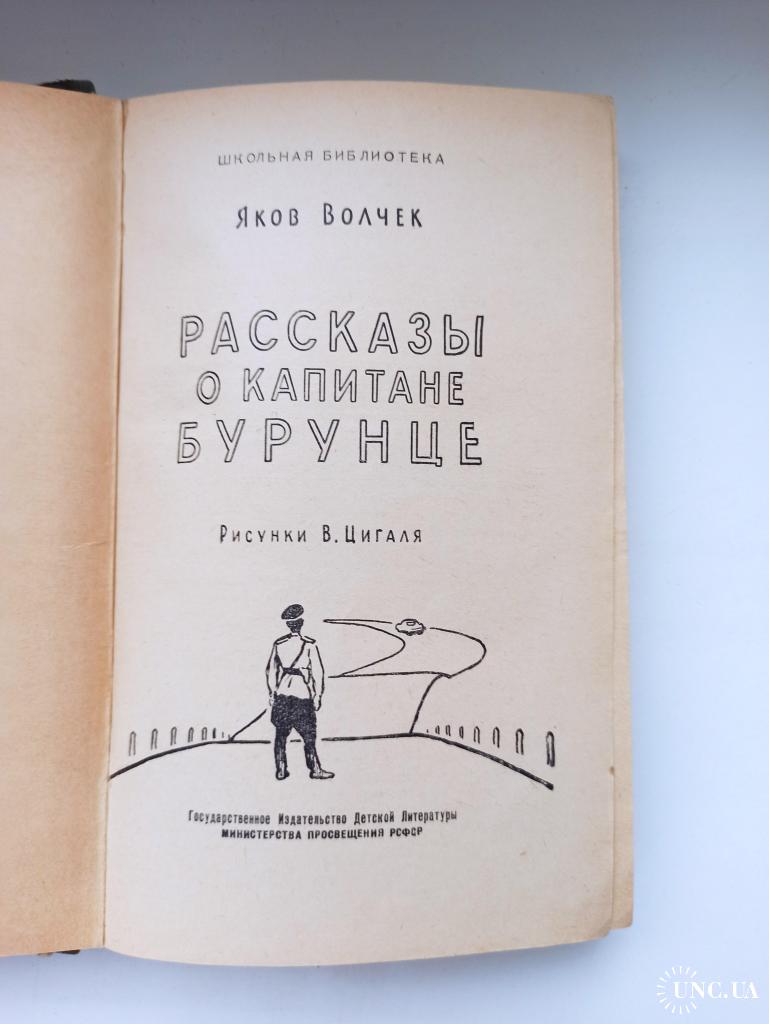 ШКОЛЬНАЯ БИБЛИОТЕКА
ЯКОВ ВОЛЧЕК
РАССКАЗЫ
О КАПИТАНЕ
БУРУНЦЕ
РИСУНКИ В. ЦИГАЛЯ
Государственное Издательство Детской Литературы
МИНИСТЕРСТВА ПРОСВЕЩЕНИЯ РСФСР
UNC.UA